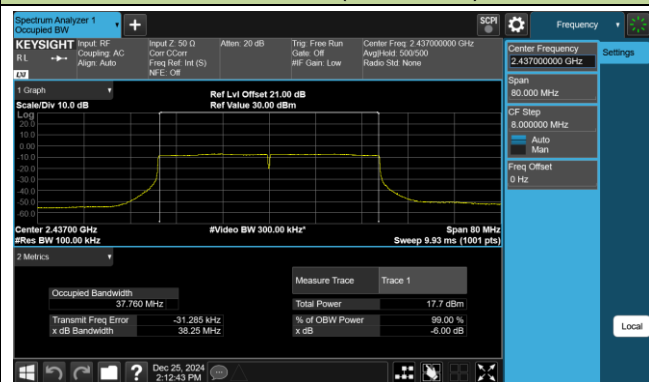 Spectrum Analyzer 1
Occupied BW
SCPI
Frequency
KEYSIGHT
R L
Input: RF
Coupling: AC
Align: Auto
Input Z: 50 Ω
Corr CCorr
Freq Ref: Int (S)
NFE: Off
Atten: 20 dB
Trig: Free Run
Gate: Off
#IF Gain: Low
Center Freq: 2.437000000 GHz
Avg|Hold: 500/500
Radio Std: None
Center Frequency
2.437000000 GHz
Settings
Span
80.000 MHz
CF Step
8.000000 MHz
Auto
Man
Freq Offset
0 Hz
Local
1 Graph
Scale/Div 10.0 dB
Ref Lvl Offset 21.00 dB
Ref Value 30.00 dBm
Log
20.0
10.0
0.00
-10.0
-20.0
-30.0
-40.0
-50.0
-60.0
Center 2.43700 GHz
#Res BW 100.00 kHz
#Video BW 300.00 kHz*
Span 80 MHz
Sweep 9.93 ms (1001 pts)
2 Metrics
Measure Trace Trace 1
Occupied Bandwidth
37.760 MHz
Total Power 17.7 dBm
Transmit Freq Error -31.285 kHz
% of OBW Power 99.00 %
x dB Bandwidth 38.25 MHz
x dB -6.00 dB
?
Dec 25, 2024
2:12:43 PM